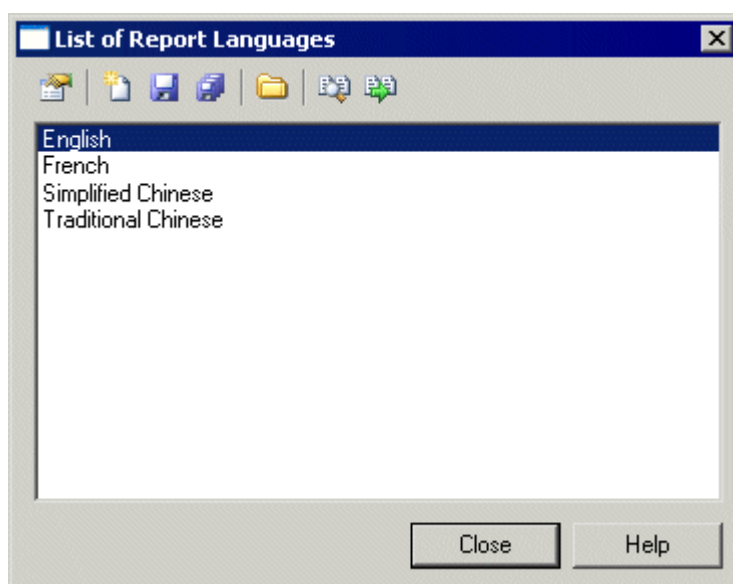 List of Report Languages
English
French
Simplified Chinese
Traditional Chinese
Close
Help